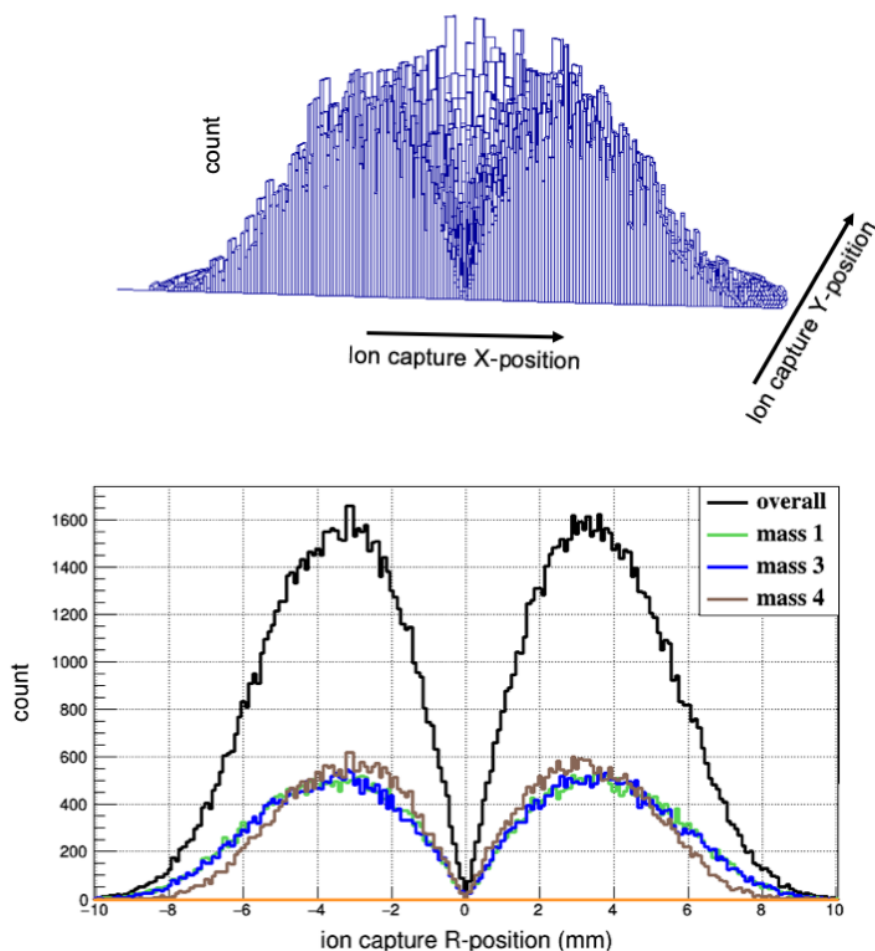 count
Ion capture X-position
Ion capture Y-position
1600
1400
1200
1000
800
600
400
200
0
count
overall
mass 1
mass 3
mass 4
−10 −8 −6 −4 −2 0 2 4 6 8 10
ion capture R-position (mm)